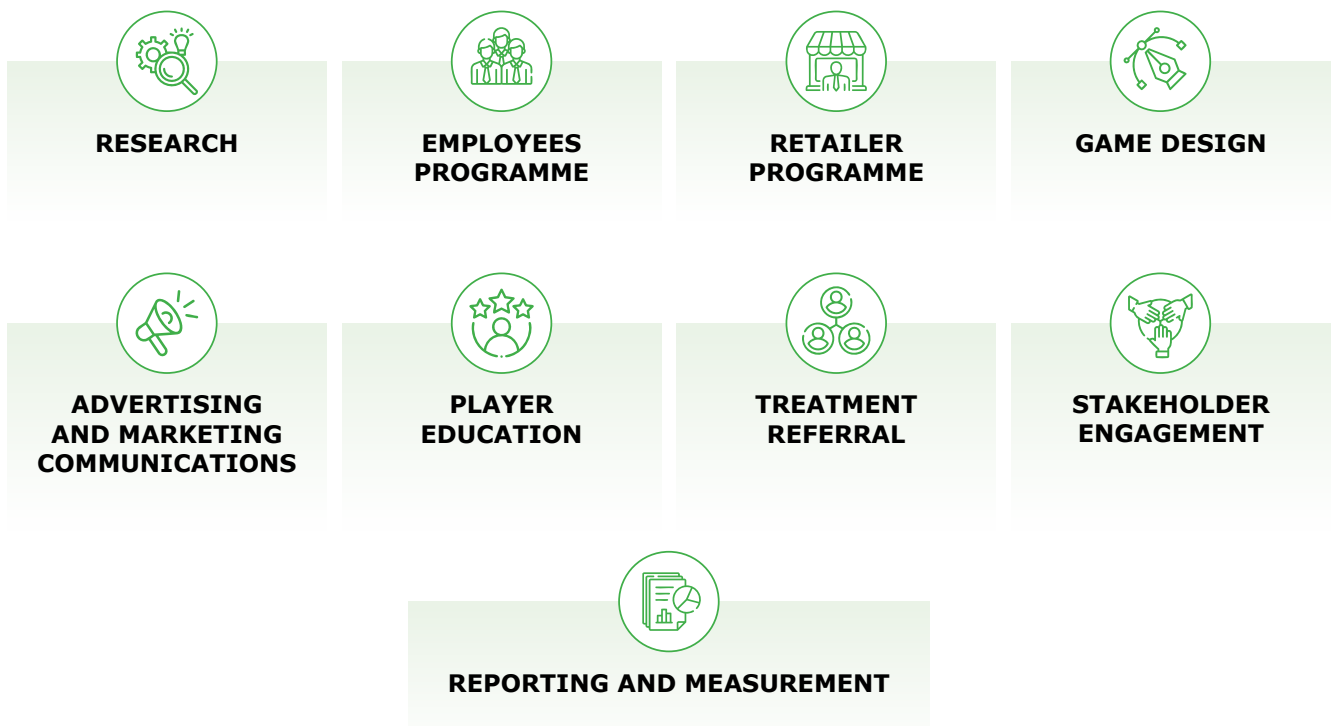 RESEARCH
EMPLOYEES
PROGRAMME
RETAILER
PROGRAMME
GAME DESIGN
ADVERTISING
AND MARKETING
COMMUNICATIONS
PLAYER
EDUCATION
TREATMENT
REFERRAL
STAKEHOLDER
ENGAGEMENT
REPORTING AND MEASUREMENT